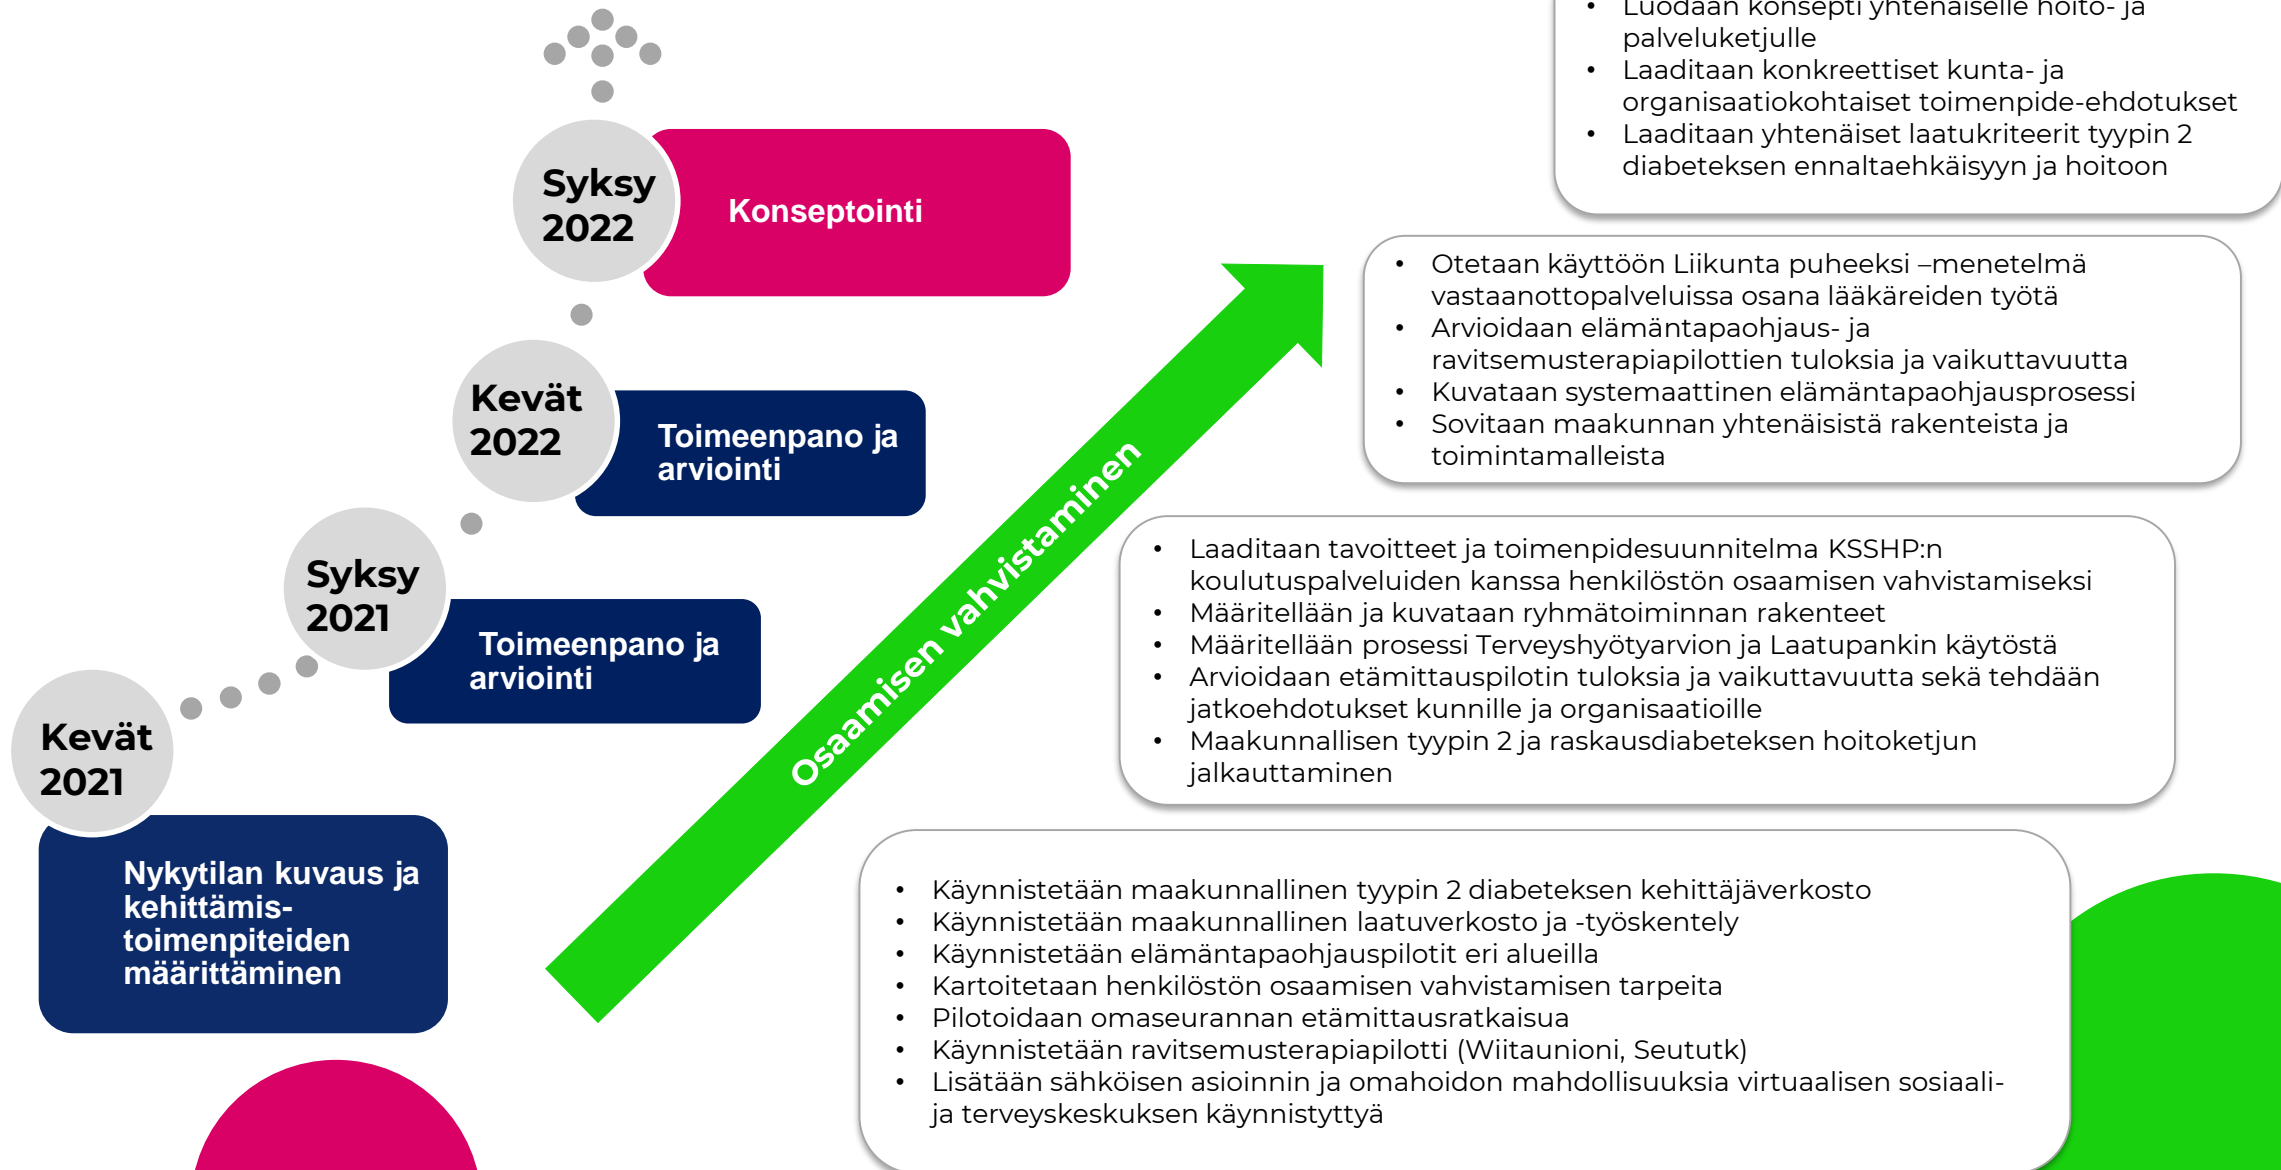 Syksy
2022
Konseptointi
Kevät
2022
Toimeenpano ja
arviointi
Syksy
2021
Toimeenpano ja
arviointi
Kevät
2021
Nykytilan kuvaus ja
kehittämis-
toimenpiteiden
määrittäminen
Osaamisen vahvistaminen
• Luodaan konsepti yhtenäiselle hoito- ja
palveluketjulle
• Laaditaan konkreettiset kunta- ja
organisaatiokohtaiset toimenpide-ehdotukset
• Laaditaan yhtenäiset laatukriteerit tyypin 2
diabeteksen ennaltaehkäisyyn ja hoitoon
• Otetaan käyttöön Liikunta puheeksi –menetelmä
vastaanottopalveluissa osana lääkäreiden työtä
• Arvioidaan elämäntapaohjaus- ja
ravitsemusterapiapilottien tuloksia ja vaikuttavuutta
• Kuvataan systemaattinen elämäntapaohjausprosessi
• Sovitaan maakunnan yhtenäisistä rakenteista ja
toimintamalleista
• Laaditaan tavoitteet ja toimenpidesuunnitelma KSSHP:n
koulutuspalveluiden kanssa henkilöstön osaamisen vahvistamiseksi
• Määritellään ja kuvataan ryhmätoiminnan rakenteet
• Määritellään prosessi Terveyshyötyarvion ja Laatupankin käytöstä
• Arvioidaan etämittauspilotin tuloksia ja vaikuttavuutta sekä tehdään
jatkoehdotukset kunnille ja organisaatioille
• Maakunnallisen tyypin 2 ja raskausdiabeteksen hoitoketjun
jalkauttaminen
• Käynnistetään maakunnallinen tyypin 2 diabeteksen kehittäjäverkosto
• Käynnistetään maakunnallinen laatuverkosto ja -työskentely
• Käynnistetään elämäntapaohjauspilotit eri alueilla
• Kartoitetaan henkilöstön osaamisen vahvistamisen tarpeita
• Pilotoidaan omaseurannan etämittausratkaisua
• Käynnistetään ravitsemusterapiapilotti (Wiitaunioni, Seututk)
• Lisätään sähköisen asioinnin ja omahoidon mahdollisuuksia virtuaalisen sosiaali-
ja terveyskeskuksen käynnistyttyä